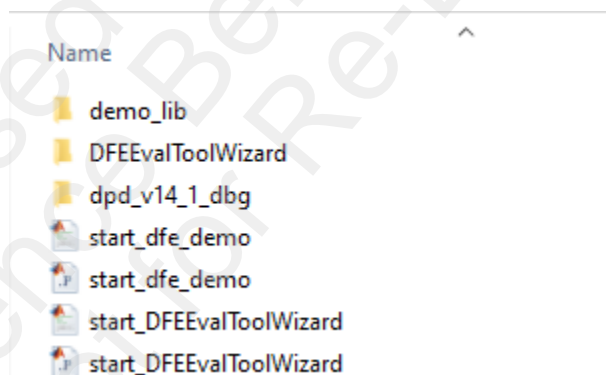 Name
demo_lib
DFEEvalToolWizard
dpd_v14_1_dbg
start_dfe_demo
start_dfe_demo
start_DFEEvalToolWizard
start_DFEEvalToolWizard